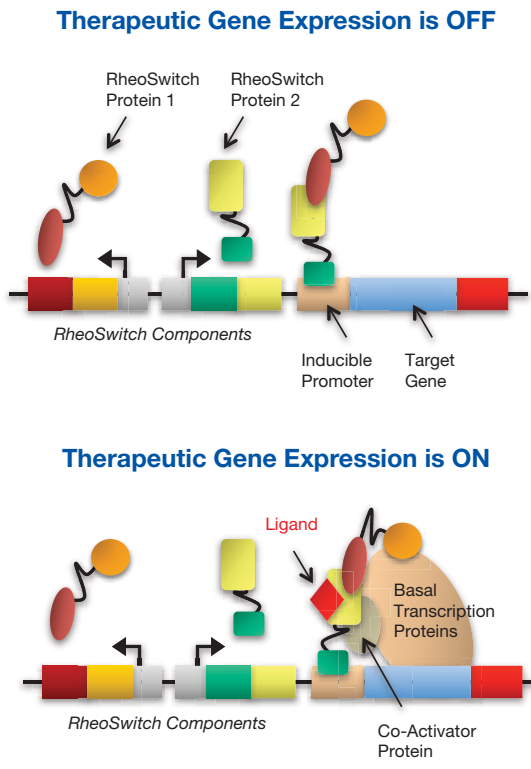 Therapeutic Gene Expression is OFF
RheoSwitch
Protein 1
RheoSwitch
Protein 2
RheoSwitch Components
Inducible
Promoter
Target
Gene
Therapeutic Gene Expression is ON
Ligand
Basal
Transcription
Proteins
RheoSwitch Components
Co-Activator
Protein